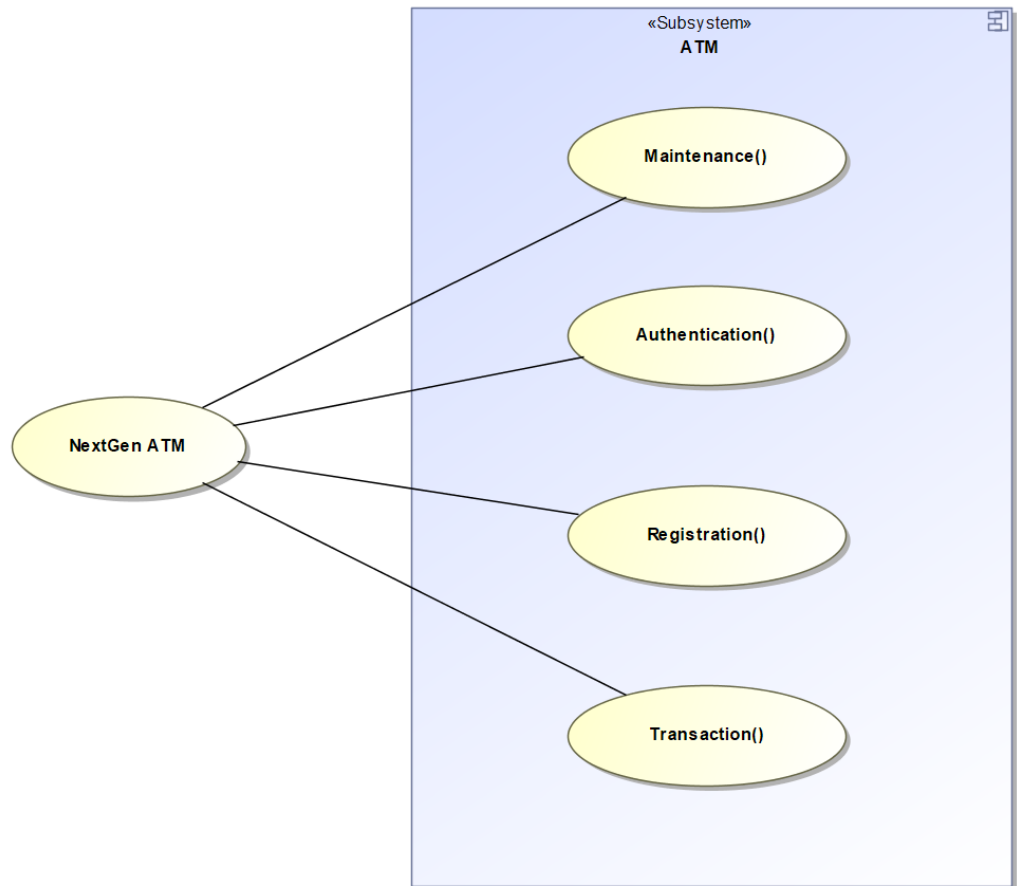 «Subsystem»
ATM
Maintenance()
Authentication()
NextGen ATM
Registration()
Transaction()